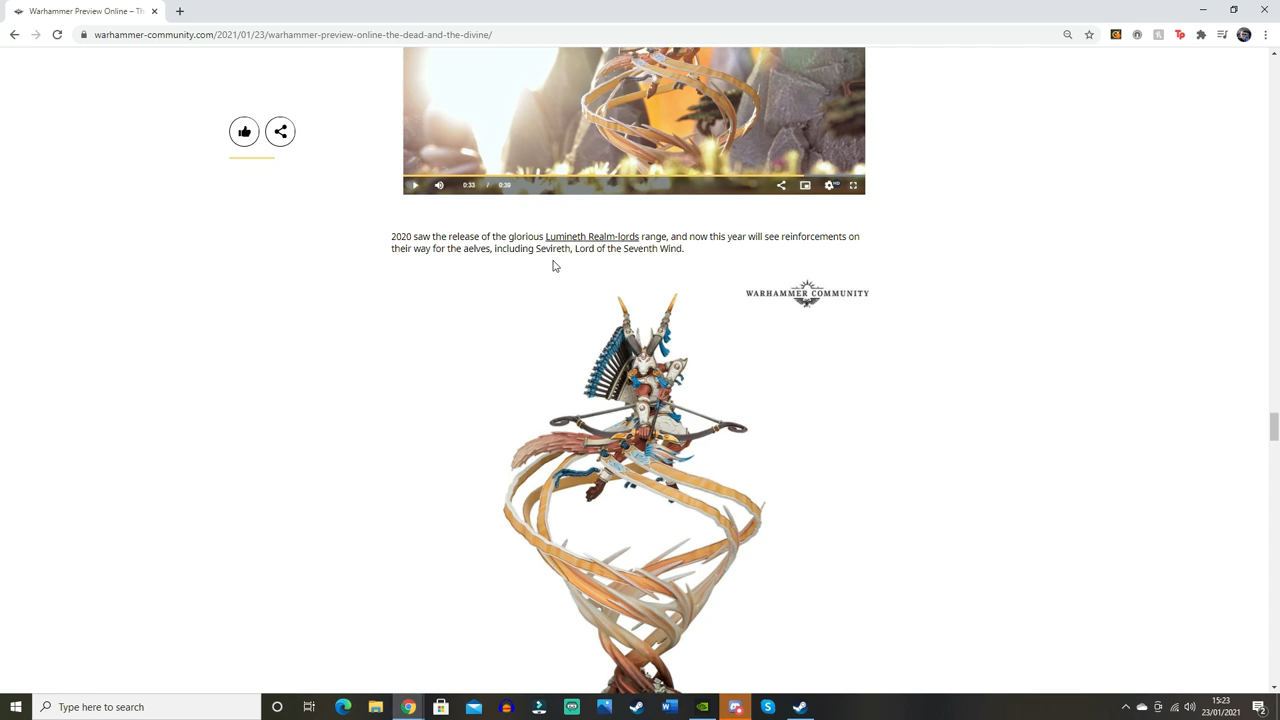 Warhammer Preview Online – Th
warhammer-community.com/2021/01/23/warhammer-preview-online-the-dead-and-the-divine/
0:33 / 0:39
HD
2020 saw the release of the glorious Lumineth Realm-lords range, and now this year will see reinforcements on
their way for the aelves, including Sevireth, Lord of the Seventh Wind.
WARHAMMER COMMUNITY
Type here to search
15:23
23/01/2021
2